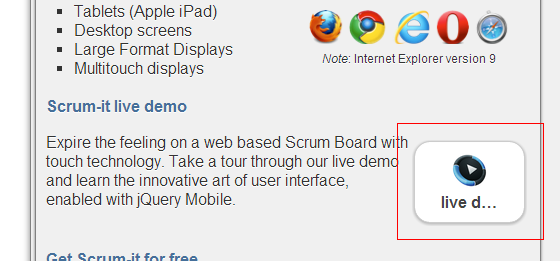 Tablets (Apple iPad)
Desktop screens
Large Format Displays
Multitouch displays
Note: Internet Explorer version 9
Scrum-it live demo
Expire the feeling on a web based Scrum Board with
touch technology. Take a tour through our live demo
and learn the innovative art of user interface,
enabled with jQuery Mobile.
live d...
Get Scrum-it for free